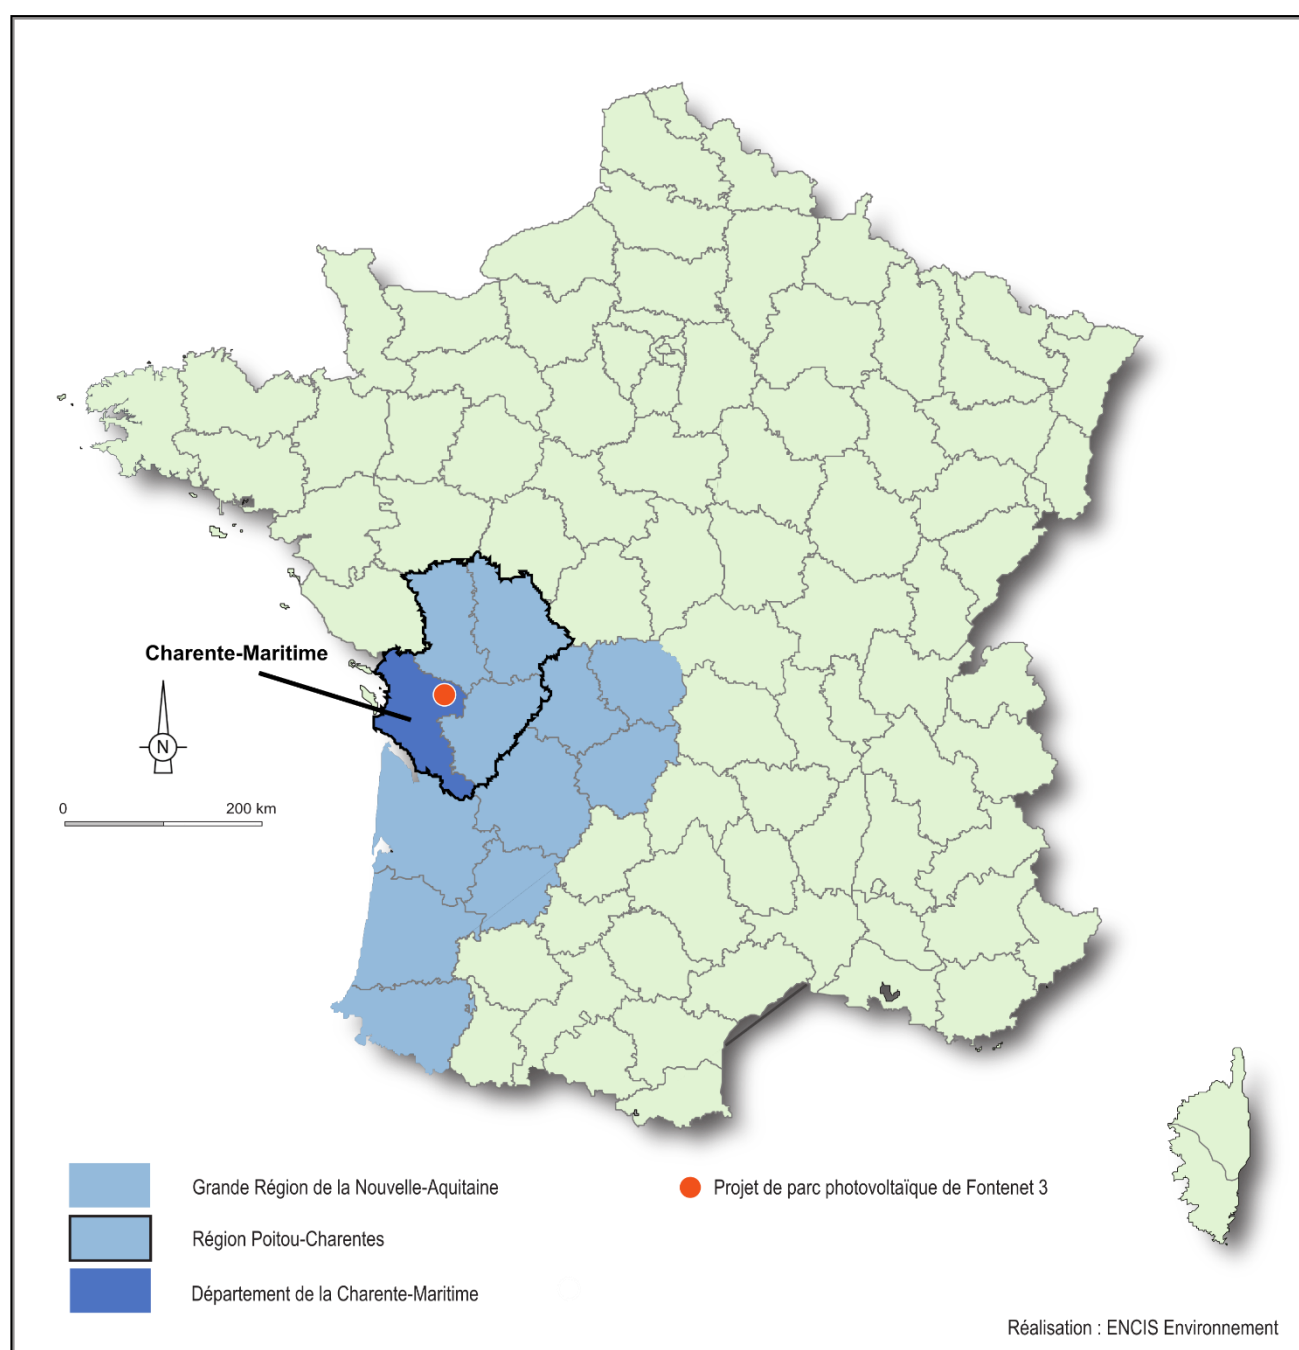 Charente-Maritime
N
0 200 km
Grande Région de la Nouvelle-Aquitaine
Projet de parc photovoltaïque de Fontenet 3
Région Poitou-Charentes
Département de la Charente-Maritime
Réalisation : ENCIS Environnement